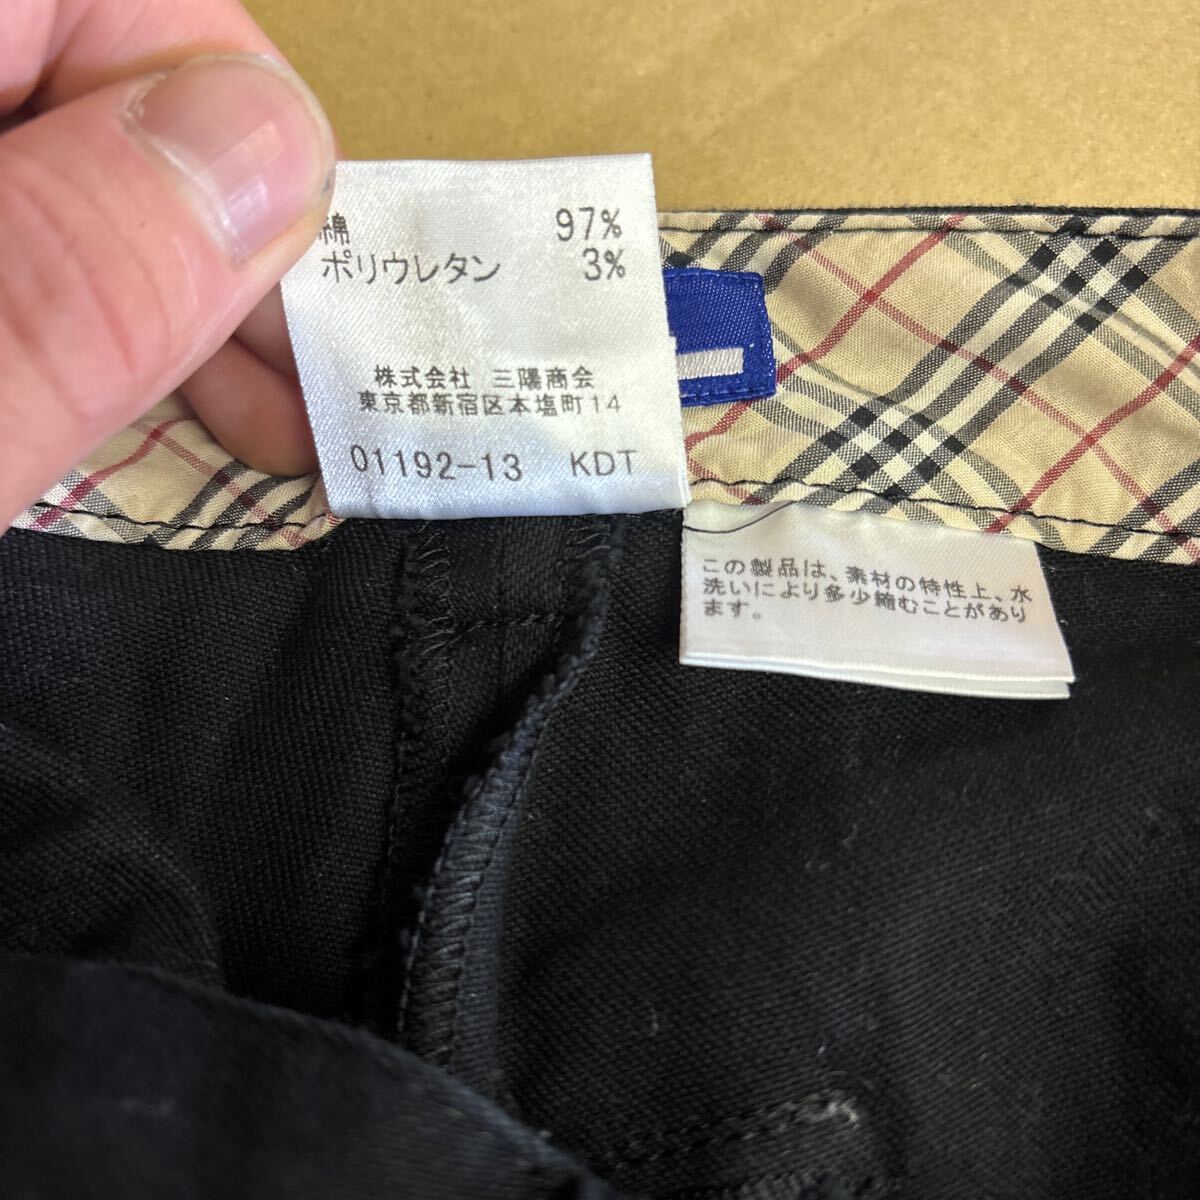 綿 97%
ポリウレタン 3%
株式会社 三陽商会
東京都新宿区本塩町14
01192-13 KDT
この製品は、素材の特性上、水
洗いにより多少縮むことがあり
ます。